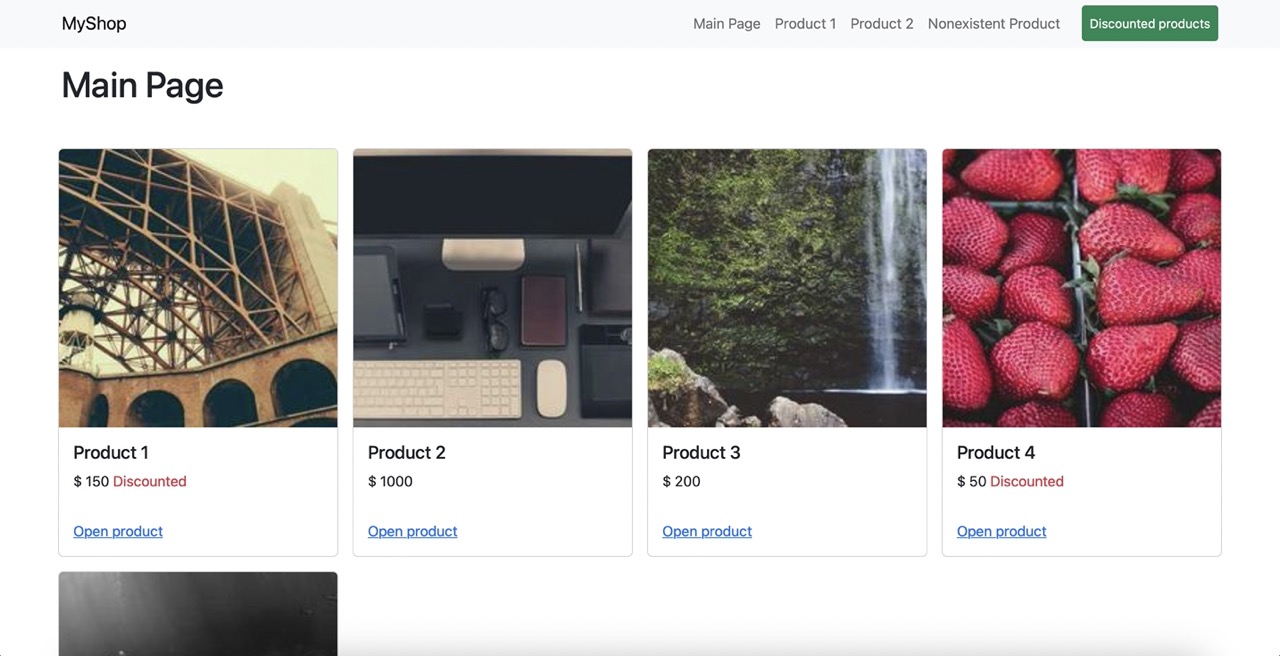 MyShop
Main Page Product 1 Product 2 Nonexistent Product Discounted products
Main Page
Product 1
$ 150 Discounted
Open product
Product 2
$ 1000
Open product
Product 3
$ 200
Open product
Product 4
$ 50 Discounted
Open product